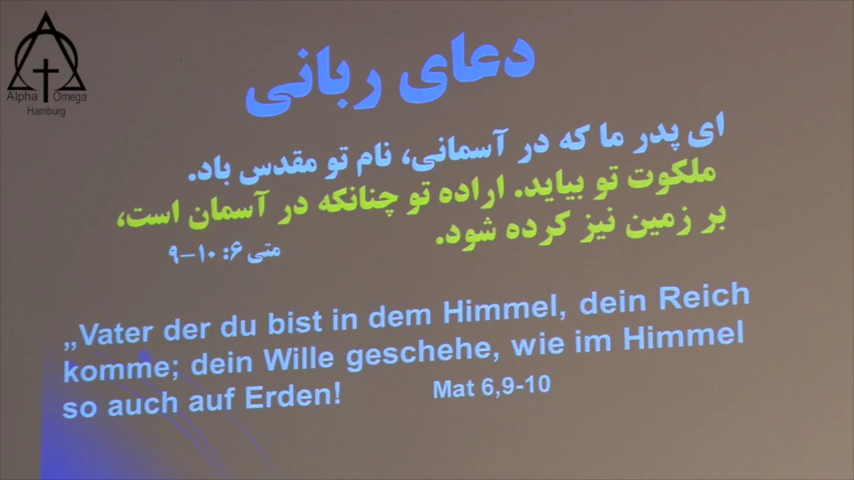 Alpha Omega
Hamburg
دعای ربانی
ای پدر ما که در آسمانی، نام تو مقدس باد.
ملکوت تو بیاید. اراده تو چنانکه در آسمان است،
بر زمین نیز کرده شود.
متی ۶: ۱۰–۹
„Vater der du bist in dem Himmel, dein Reich
komme; dein Wille geschehe, wie im Himmel
so auch auf Erden!
Mat 6,9-10